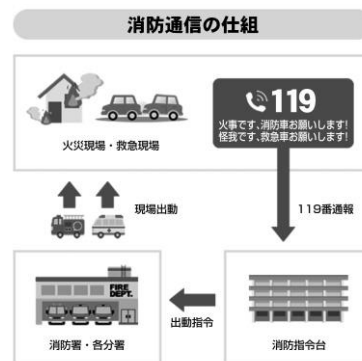 消防通信の仕組
119
火事です、消防車お願いします!
怪我です、救急車お願いします!
火災現場・救急現場
現場出動
119番通報
FIRE
DEPT.
出動指令
消防署・各分署
消防指令台